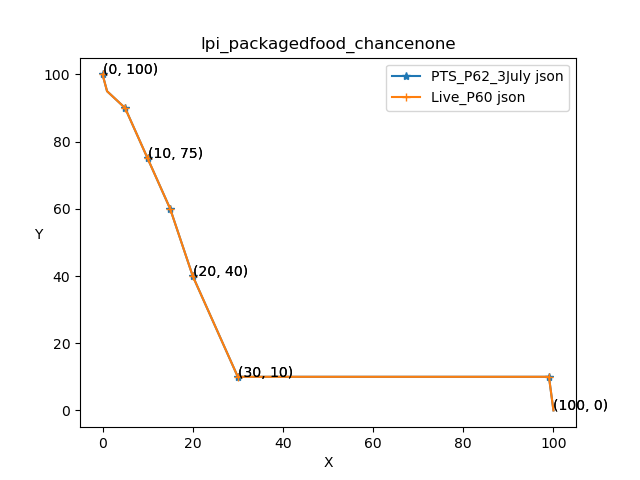 lpi_packagedfood_chancenone
PTS_P62_3July json
Live_P60 json
(0, 100)
(10, 75)
(20, 40)
(30, 10)
(100, 0)
100
80
60
40
20
0
Y
0 20 40 60 80 100
X